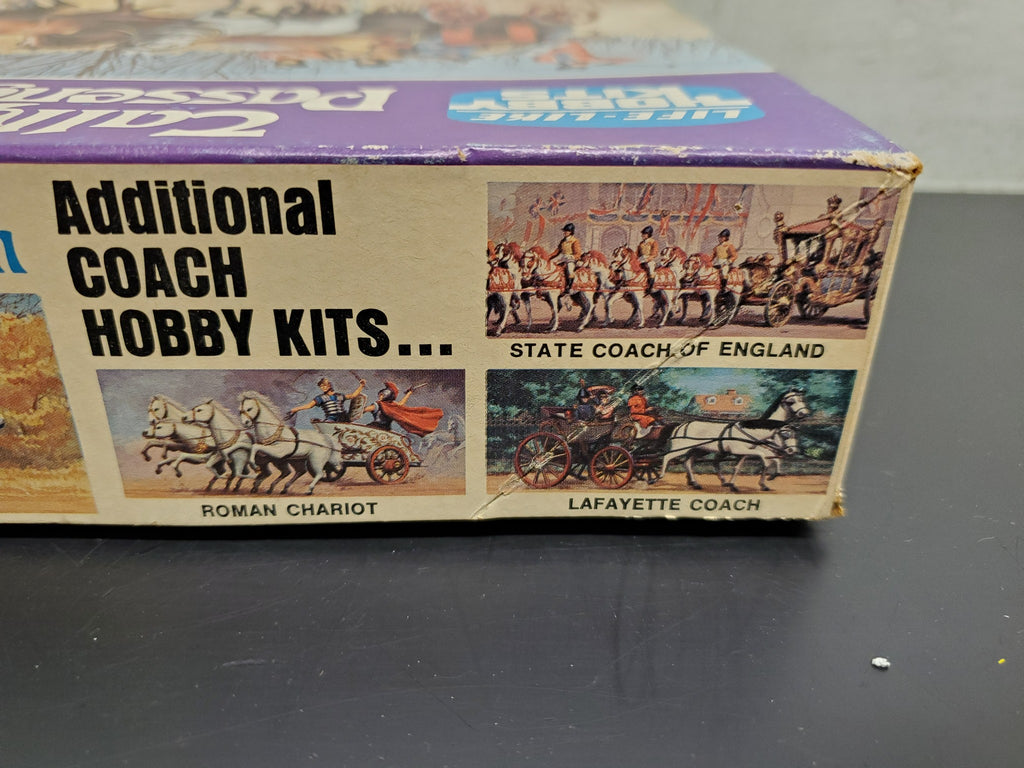 LIFE-LIKE
HOBBY
KITS
Additional
COACH
HOBBY KITS...
STATE COACH OF ENGLAND
ROMAN CHARIOT
LAFAYETTE COACH